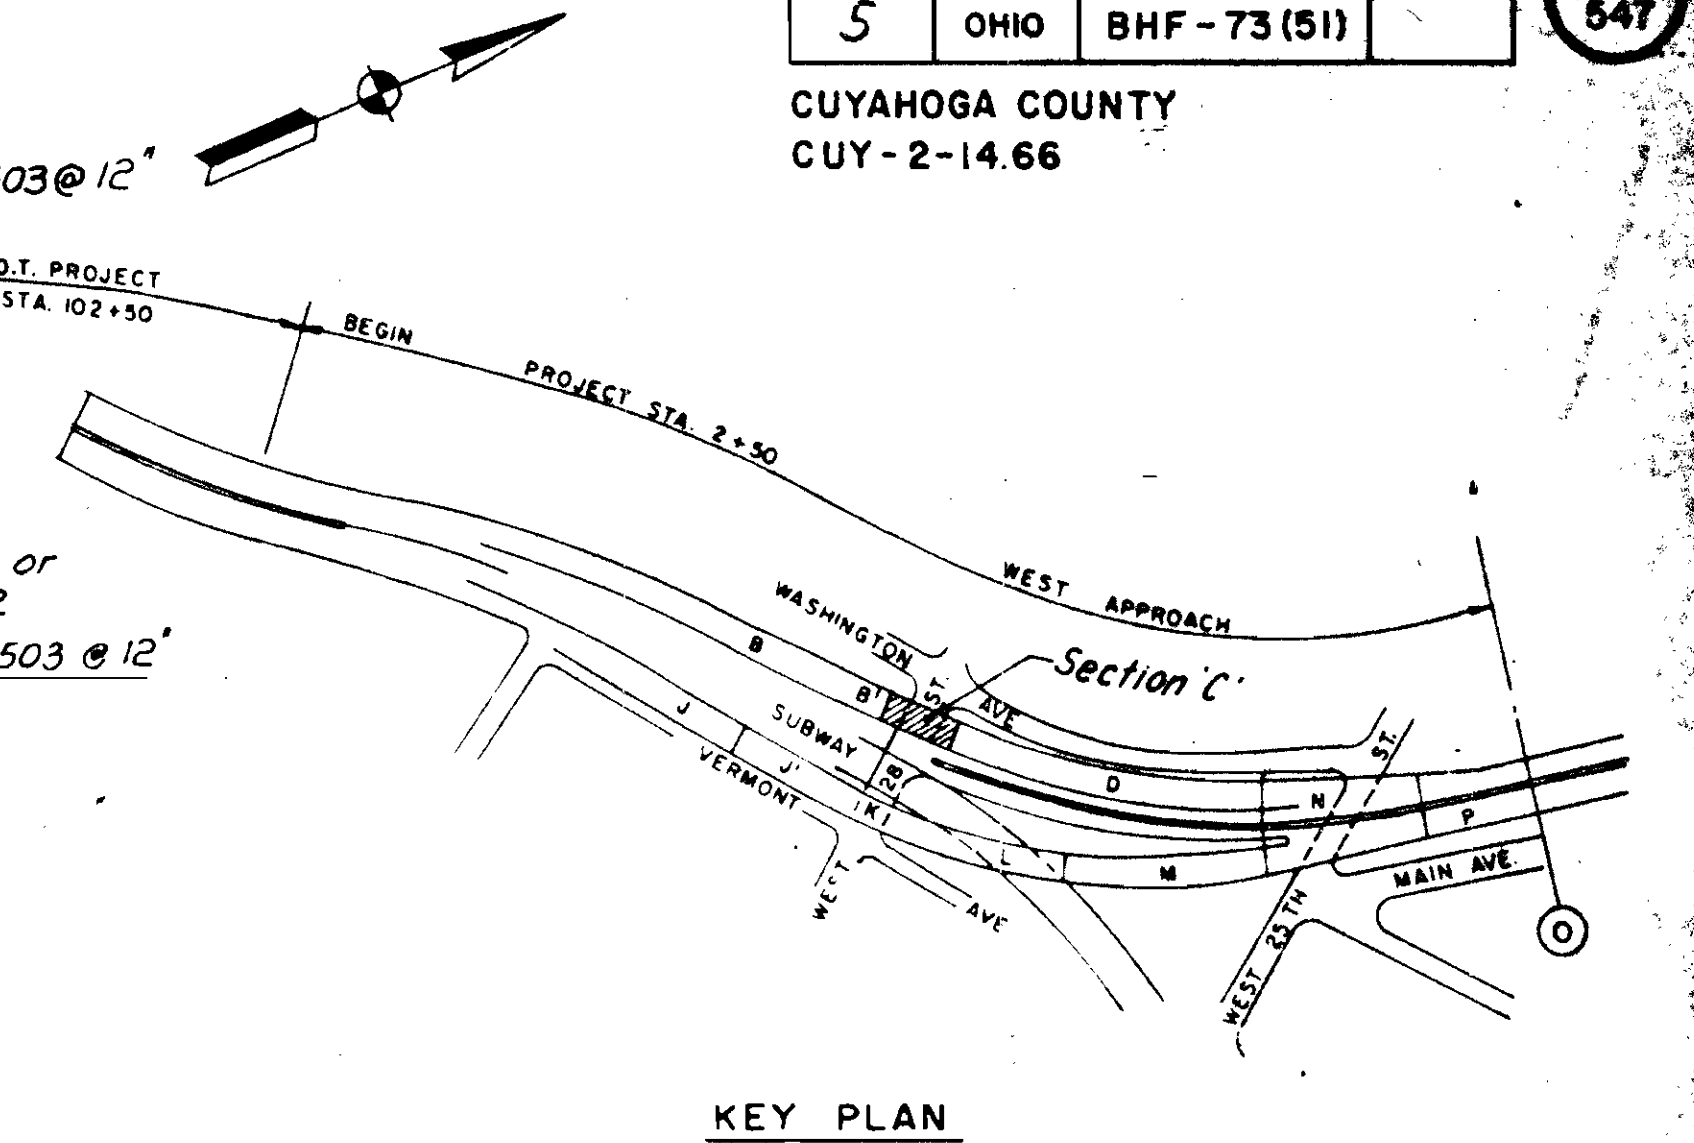 5 OHIO BHF-73(51)
547
CUYAHOGA COUNTY
CUY-2-14.66
503@12"
O.T. PROJECT
STA. 102+50
BEGIN
PROJECT STA. 2+50
WEST APPROACH
or
503 @ 12"
WASHINGTON
AVE
Section 'C'
B
B'
ST.
SUBWAY
28
J
J'
VERMONT
AVE
K
L
M
D
N
P
ST.
WEST
MAIN AVE.
WEST 25TH
O
KEY PLAN